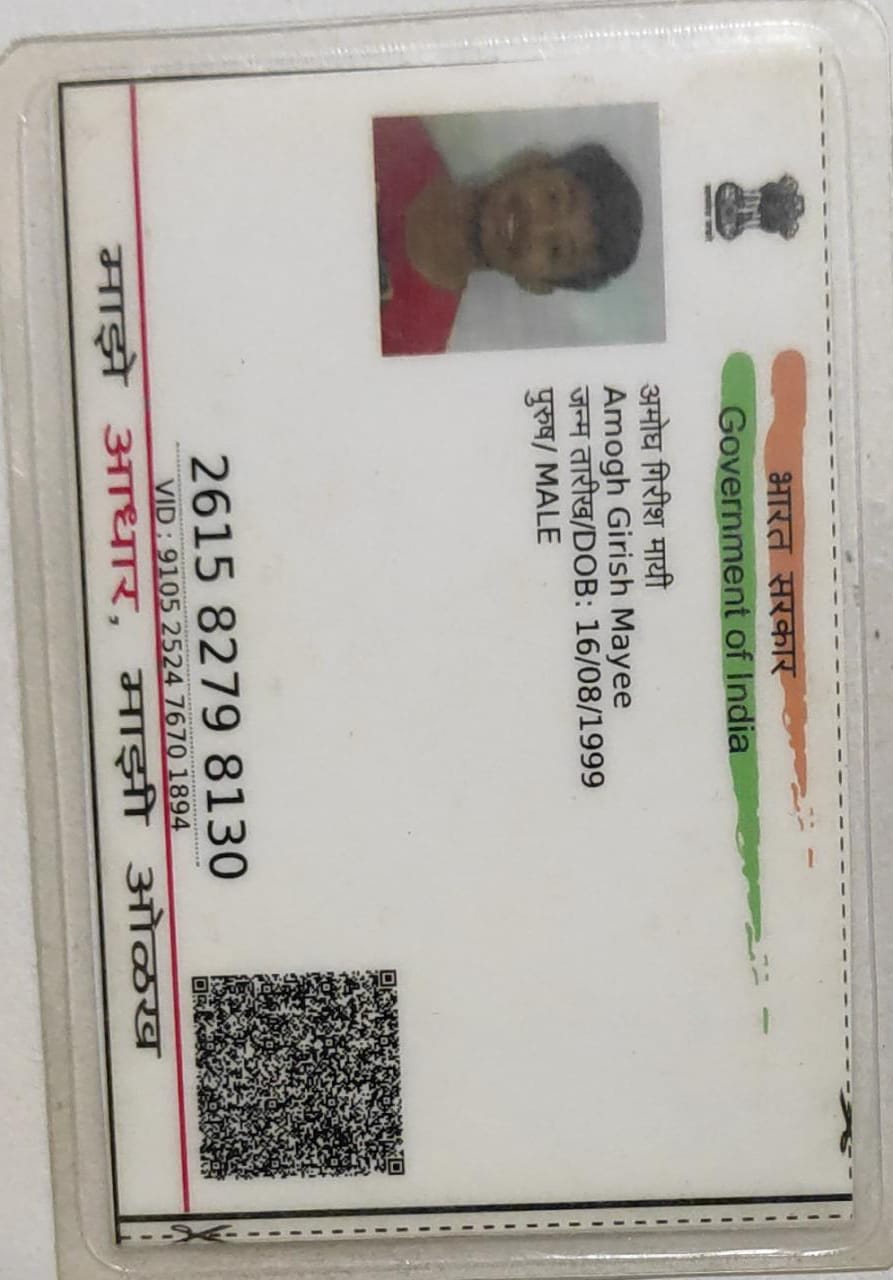 भारत सरकार
Government of India
अमोघ गिरीश मायी
Amogh Girish Mayee
जन्म तारीख/DOB: 16/08/1999
पुरुष/ MALE
2615 8279 8130
VID : 9105 2524 7670 1894
माझे आधार, माझी ओळख